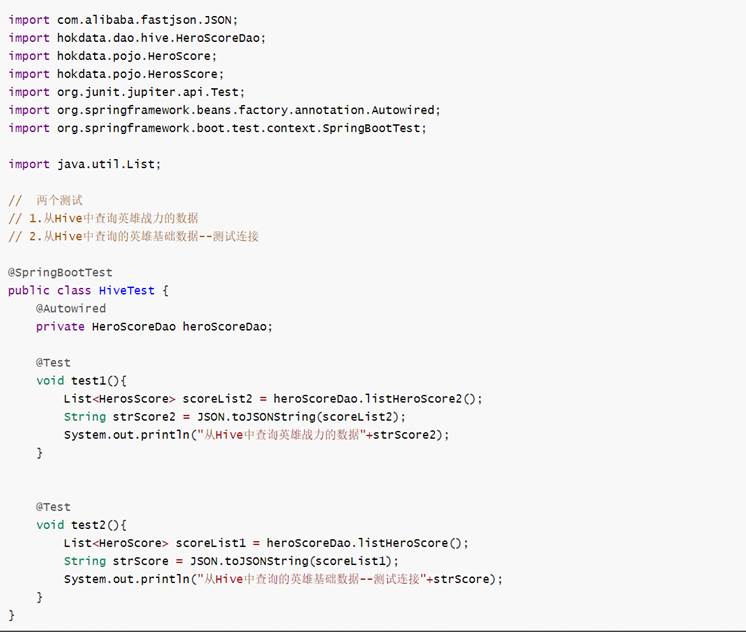 import com.alibaba.fastjson.JSON;
import hokdata.dao.hive.HeroScoreDao;
import hokdata.pojo.HeroScore;
import hokdata.pojo.HerosScore;
import org.junit.jupiter.api.Test;
import org.springframework.beans.factory.annotation.Autowired;
import org.springframework.boot.test.context.SpringBootTest;
import java.util.List;
//  两个测试
// 1.从Hive中查询英雄战力的数据
// 2.从Hive中查询的英雄基础数据--测试连接
@SpringBootTest
public class HiveTest {
    @Autowired
    private HeroScoreDao heroScoreDao;
    @Test
    void test1(){
        List<HerosScore> scoreList2 = heroScoreDao.listHeroScore2();
        String strScore2 = JSON.toJSONString(scoreList2);
        System.out.println("从Hive中查询英雄战力的数据"+strScore2);
    }
    @Test
    void test2(){
        List<HeroScore> scoreList1 = heroScoreDao.listHeroScore();
        String strScore = JSON.toJSONString(scoreList1);
        System.out.println("从Hive中查询的英雄基础数据--测试连接"+strScore);
    }
}